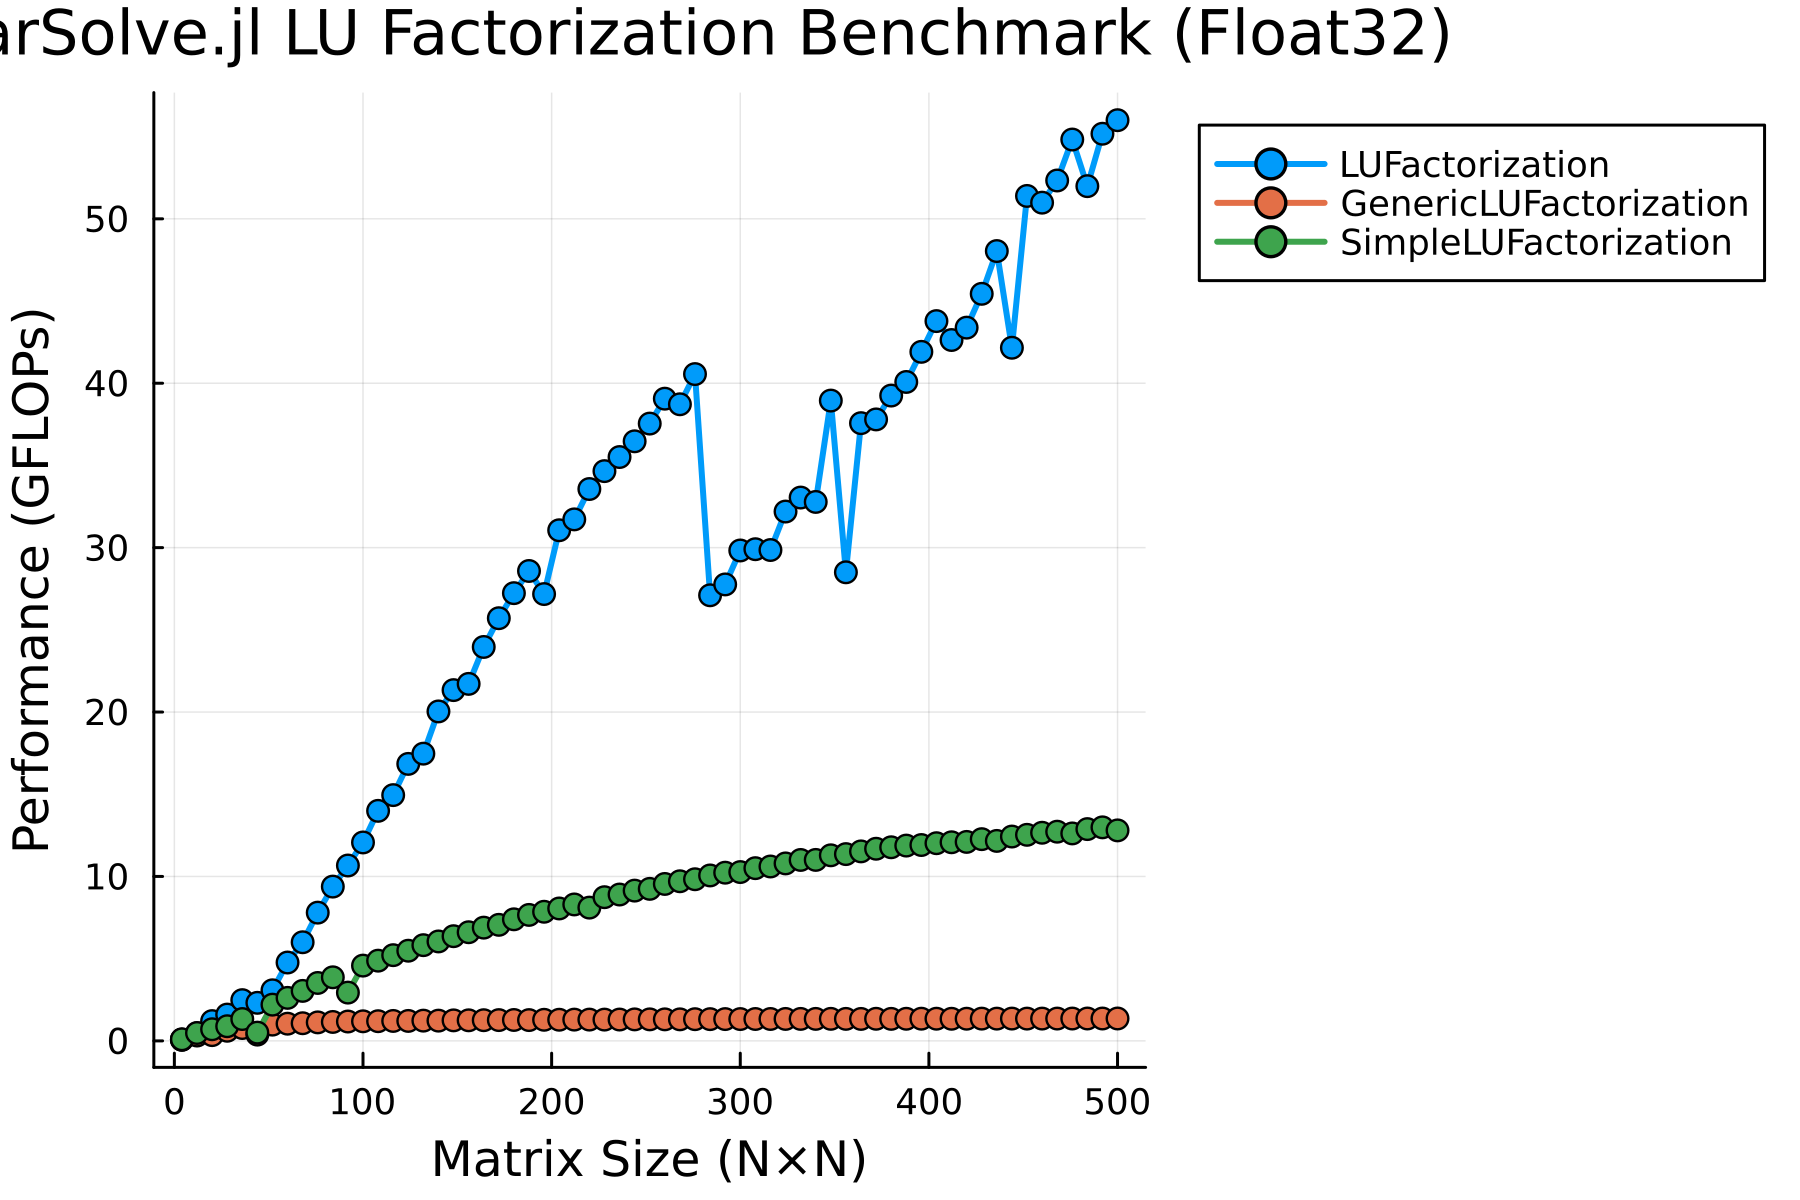 arSolve.jl LU Factorization Benchmark (Float32)
Performance (GFLOPs)
50
40
30
20
10
0
0 100 200 300 400 500
Matrix Size (N×N)
LUFactorization
GenericLUFactorization
SimpleLUFactorization